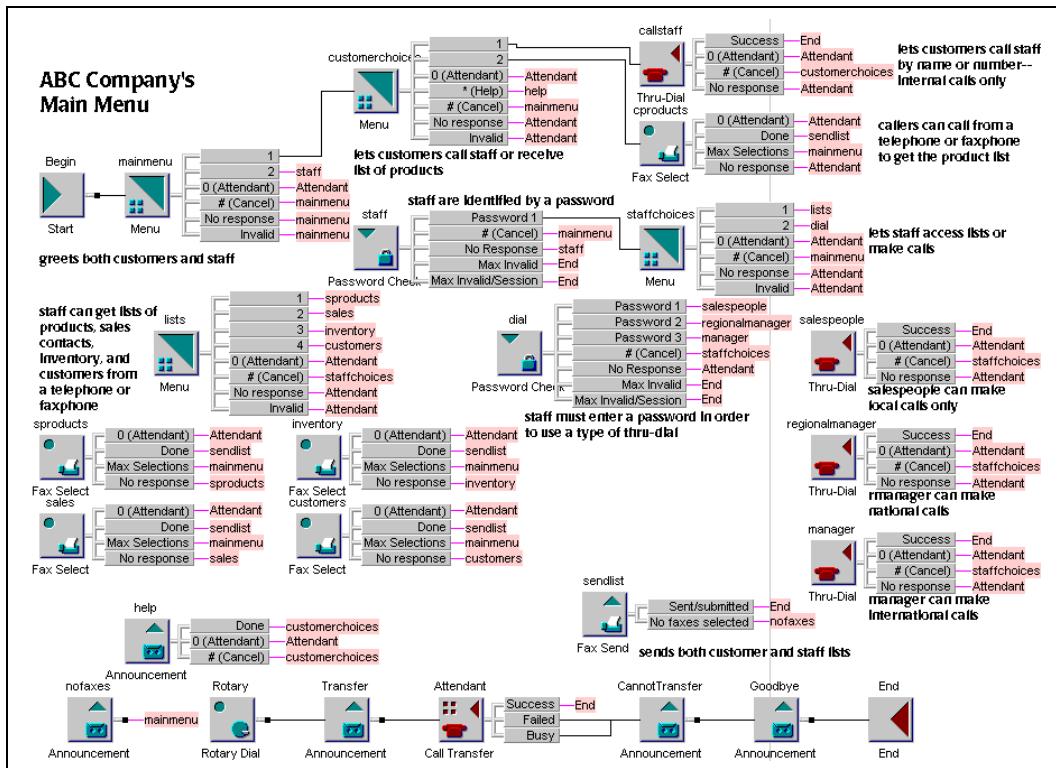 ABC Company's
Main Menu
Begin
Start
mainmenu
Menu
1
2
staff
0 (Attendant)
Attendant
# (Cancel)
mainmenu
No response
mainmenu
Invalid
mainmenu
greets both customers and staff
customerchoices
Menu
1
2
0 (Attendant)
Attendant
* (Help)
help
# (Cancel)
mainmenu
No response
Attendant
Invalid
Attendant
lets customers call staff or receive
list of products
callstaff
Thru-Dial
Success
End
0 (Attendant)
Attendant
# (Cancel)
customerchoices
No response
Attendant
lets customers call staff
by name or number--
Internal calls only
cproducts
Fax Select
0 (Attendant)
Attendant
Done
sendlist
Max Selections
mainmenu
No response
Attendant
callers can call from a
telephone or faxphone
to get the product list
staff are identified by a password
staff
Password Check
Password 1
# (Cancel)
mainmenu
No Response
staff
Max Invalid
End
Max Invalid/Session
End
staffchoices
Menu
1
lists
2
dial
0 (Attendant)
Attendant
# (Cancel)
mainmenu
No response
Attendant
Invalid
Attendant
lets staff access lists or
make calls
staff can get lists of
products, sales
contacts,
Inventory, and
customers from
a telephone or
faxphone
lists
Menu
1
sproducts
2
sales
3
inventory
4
customers
0 (Attendant)
Attendant
# (Cancel)
staffchoices
No response
Attendant
Invalid
Attendant
dial
Password Check
Password 1
salespeople
Password 2
regionalmanager
Password 3
manager
# (Cancel)
staffchoices
No Response
Attendant
Max Invalid
End
Max Invalid/Session
End
staff must enter a password In order
to use a type of thru-dial
salespeople
Thru-Dial
Success
End
0 (Attendant)
Attendant
# (Cancel)
staffchoices
No response
Attendant
salespeople can make
local calls only
sproducts
Fax Select
0 (Attendant)
Attendant
Done
sendlist
Max Selections
mainmenu
No response
sproducts
inventory
Fax Select
0 (Attendant)
Attendant
Done
sendlist
Max Selections
mainmenu
No response
inventory
regionalmanager
Thru-Dial
Success
End
0 (Attendant)
Attendant
# (Cancel)
staffchoices
No response
Attendant
rmanager can make
national calls
sales
Fax Select
0 (Attendant)
Attendant
Done
sendlist
Max Selections
mainmenu
No response
sales
customers
Fax Select
0 (Attendant)
Attendant
Done
sendlist
Max Selections
mainmenu
No response
customers
manager
Thru-Dial
Success
End
0 (Attendant)
Attendant
# (Cancel)
staffchoices
No response
Attendant
manager can make
International calls
sendlist
Fax Send
Sent/submitted
End
No faxes selected
nofaxes
sends both customer and staff lists
help
Announcement
Done
customerchoices
0 (Attendant)
Attendant
# (Cancel)
customerchoices
nofaxes
Announcement
mainmenu
Rotary
Rotary Dial
Transfer
Announcement
Attendant
Call Transfer
Success
End
Failed
Busy
CannotTransfer
Announcement
Goodbye
Announcement
End
End